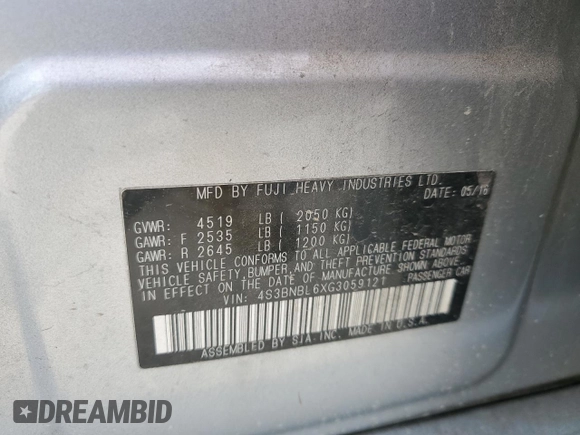 MFD BY FUJI HEAVY INDUSTRIES LTD.
DATE: 05/16
GVWR: 4519 LB ( 2050 KG)
GAWR: F 2535 LB ( 1150 KG)
GAWR: R 2645 LB ( 1200 KG)
THIS VEHICLE CONFORMS TO ALL APPLICABLE FEDERAL MOTOR
VEHICLE SAFETY, BUMPER, AND THEFT PREVENTION STANDARDS
IN EFFECT ON THE DATE OF MANUFACTURE SHOWN ABOVE.
VIN: 4S3BNBL6XG3059121 PASSENGER CAR
ASSEMBLED BY SIA, INC. MADE IN U.S.A.
DREAMBID